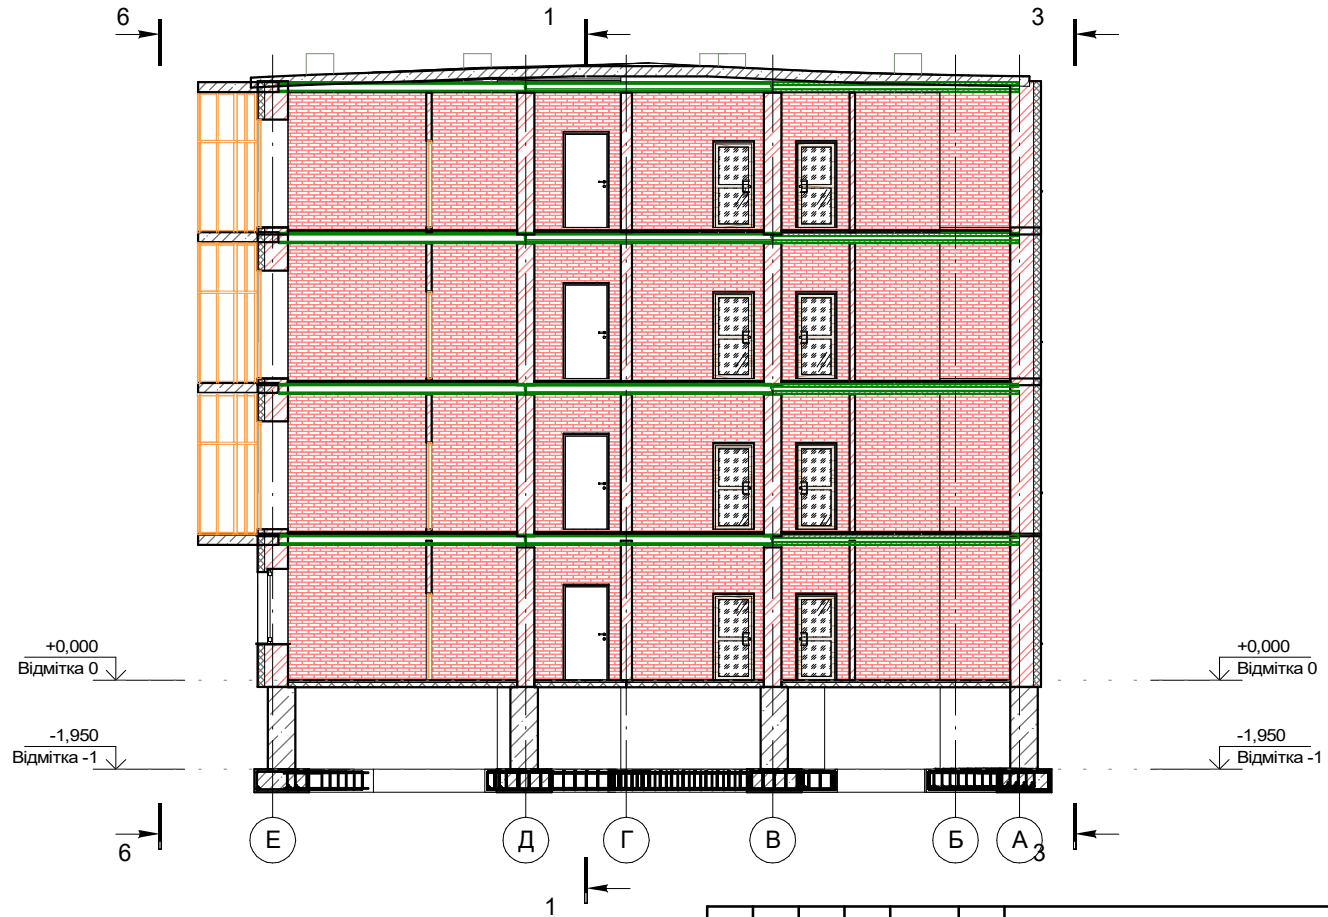 6 1 3
+0,000
Відмітка 0
+0,000
Відмітка 0
-1,950
Відмітка -1
-1,950
Відмітка -1
Е Д Г В Б А
6 3
1